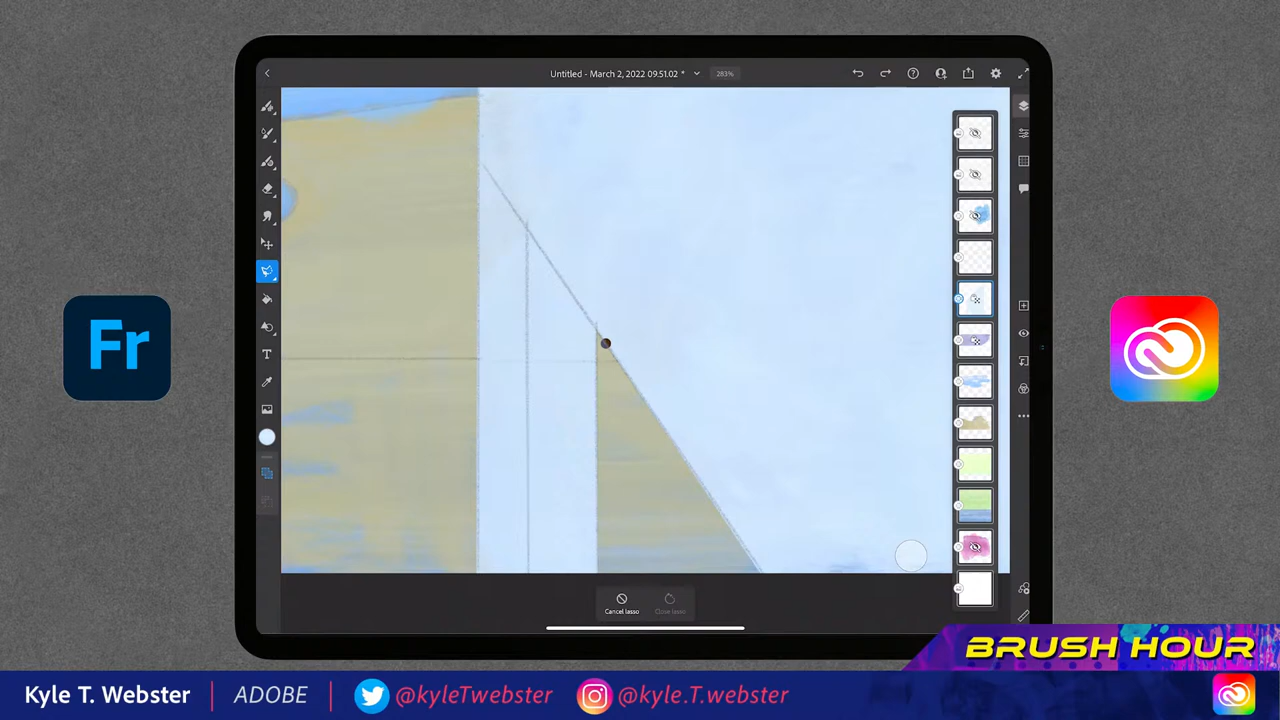 Untitled - March 2, 2022 09.51.02 *
283%
T
Cancel lasso
Close lasso
Fr
BRUSH HOUR
Kyle T. Webster | ADOBE | @kyleTwebster @kyle.T.webster